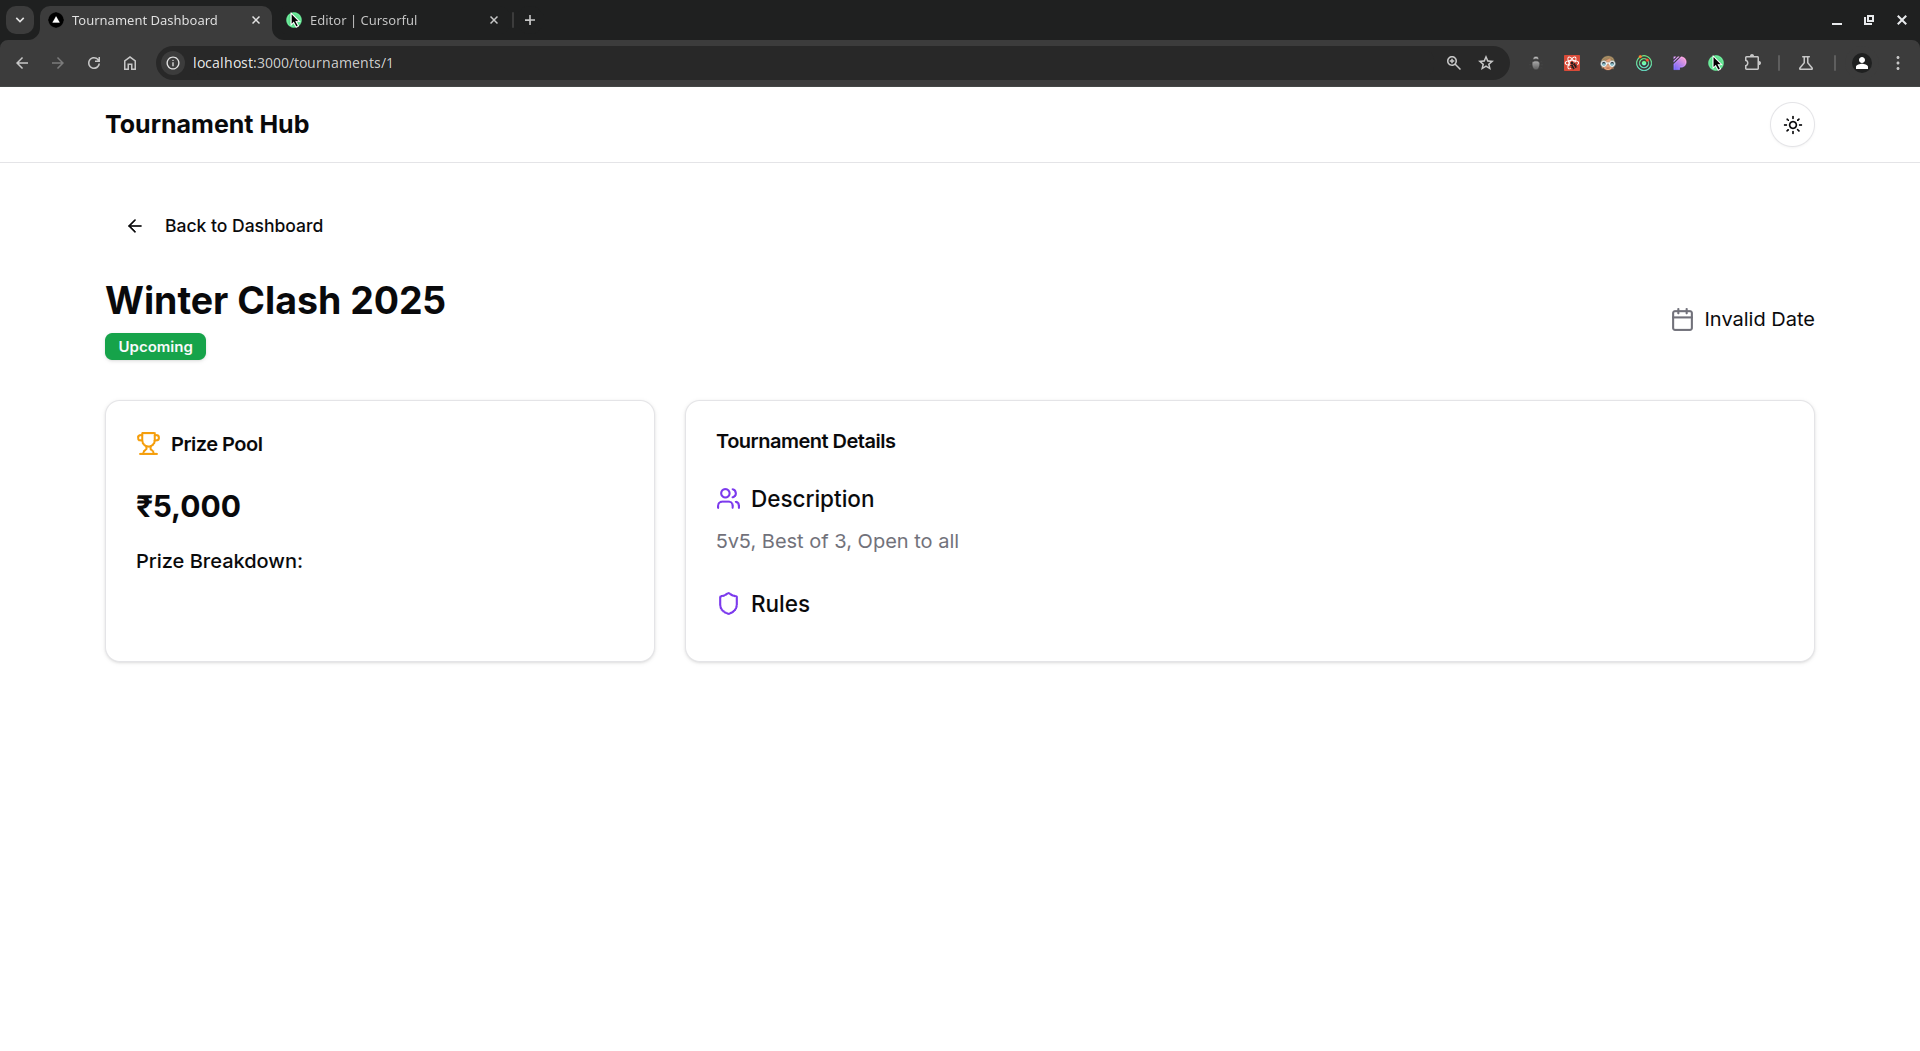 Tournament Dashboard
Editor | Cursorful
localhost:3000/tournaments/1
Tournament Hub
Back to Dashboard
Winter Clash 2025
Upcoming
Invalid Date
Prize Pool
₹5,000
Prize Breakdown:
Tournament Details
Description
5v5, Best of 3, Open to all
Rules